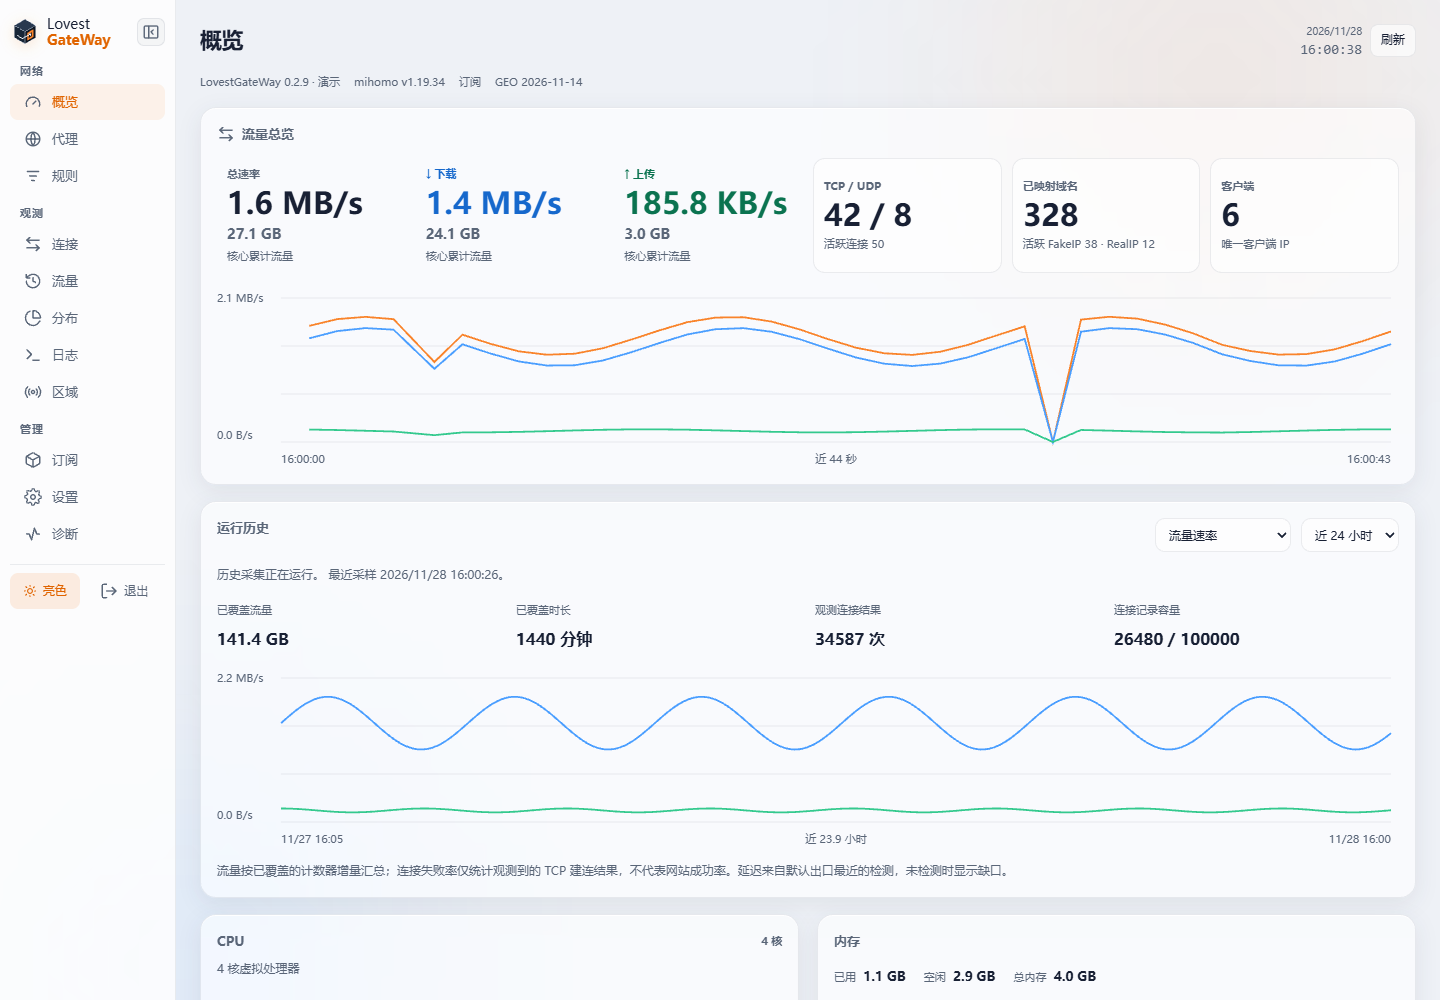 Lovest
GateWay
网络
概览
代理
规则
观测
连接
流量
分布
日志
区域
管理
订阅
设置
诊断
亮色
退出
概览
2026/11/28
16:00:38
刷新
LovestGateWay 0.2.9 · 演示 mihomo v1.19.34 订阅 GEO 2026-11-14
流量总览
总速率
1.6 MB/s
27.1 GB
核心累计流量
↓ 下载
1.4 MB/s
24.1 GB
核心累计流量
↑ 上传
185.8 KB/s
3.0 GB
核心累计流量
TCP / UDP
42 / 8
活跃连接 50
已映射域名
328
活跃 FakeIP 38 · RealIP 12
客户端
6
唯一客户端 IP
2.1 MB/s
0.0 B/s
16:00:00 近 44 秒 16:00:43
运行历史
流量速率
近 24 小时
历史采集正在运行。 最近采样 2026/11/28 16:00:26。
已覆盖流量
141.4 GB
已覆盖时长
1440 分钟
观测连接结果
34587 次
连接记录容量
26480 / 100000
2.2 MB/s
0.0 B/s
11/27 16:05 近 23.9 小时 11/28 16:00
流量按已覆盖的计数器增量汇总；连接失败率仅统计观测到的 TCP 建连结果，不代表网站成功率。延迟来自默认出口最近的检测，未检测时显示缺口。
CPU
4 核
4 核虚拟处理器
内存
已用 1.1 GB 空闲 2.9 GB 总内存 4.0 GB